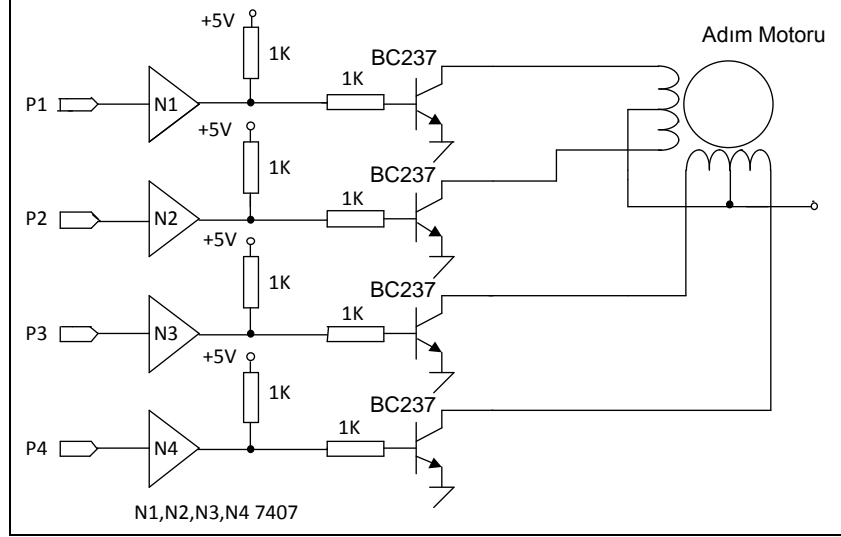 +5V
1K
BC237
Adım Motoru
1K
P1
N1
+5V
1K
BC237
1K
P2
N2
+5V
1K
BC237
1K
P3
N3
+5V
1K
BC237
1K
P4
N4
N1,N2,N3,N4 7407